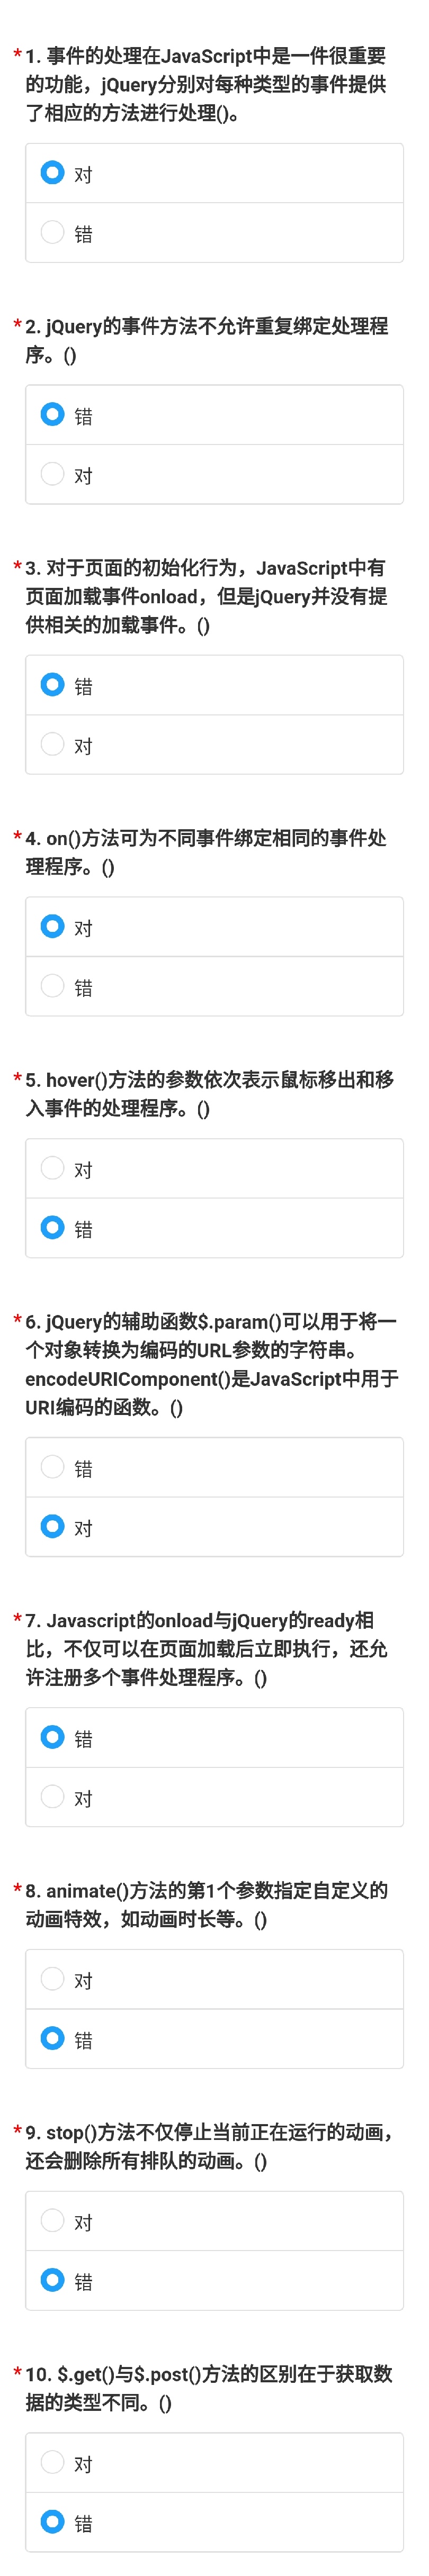 *1. 事件的处理在JavaScript中是一件很重要
的功能，jQuery分别对每种类型的事件提供
了相应的方法进行处理()。
对
错
*2. jQuery的事件方法不允许重复绑定处理程
序。()
错
对
*3. 对于页面的初始化行为，JavaScript中有
页面加载事件onload，但是jQuery并没有提
供相关的加载事件。()
错
对
*4. on()方法可为不同事件绑定相同的事件处
理程序。()
对
错
*5. hover()方法的参数依次表示鼠标移出和移
入事件的处理程序。()
对
错
*6. jQuery的辅助函数$.param()可以用于将一
个对象转换为编码的URL参数的字符串。
encodeURIComponent()是JavaScript中用于
URI编码的函数。()
错
对
*7. Javascript的onload与jQuery的ready相
比，不仅可以在页面加载后立即执行，还允
许注册多个事件处理程序。()
错
对
*8. animate()方法的第1个参数指定自定义的
动画特效，如动画时长等。()
对
错
*9. stop()方法不仅停止当前正在运行的动画，
还会删除所有排队的动画。()
对
错
*10. $.get()与$.post()方法的区别在于获取数
据的类型不同。()
对
错